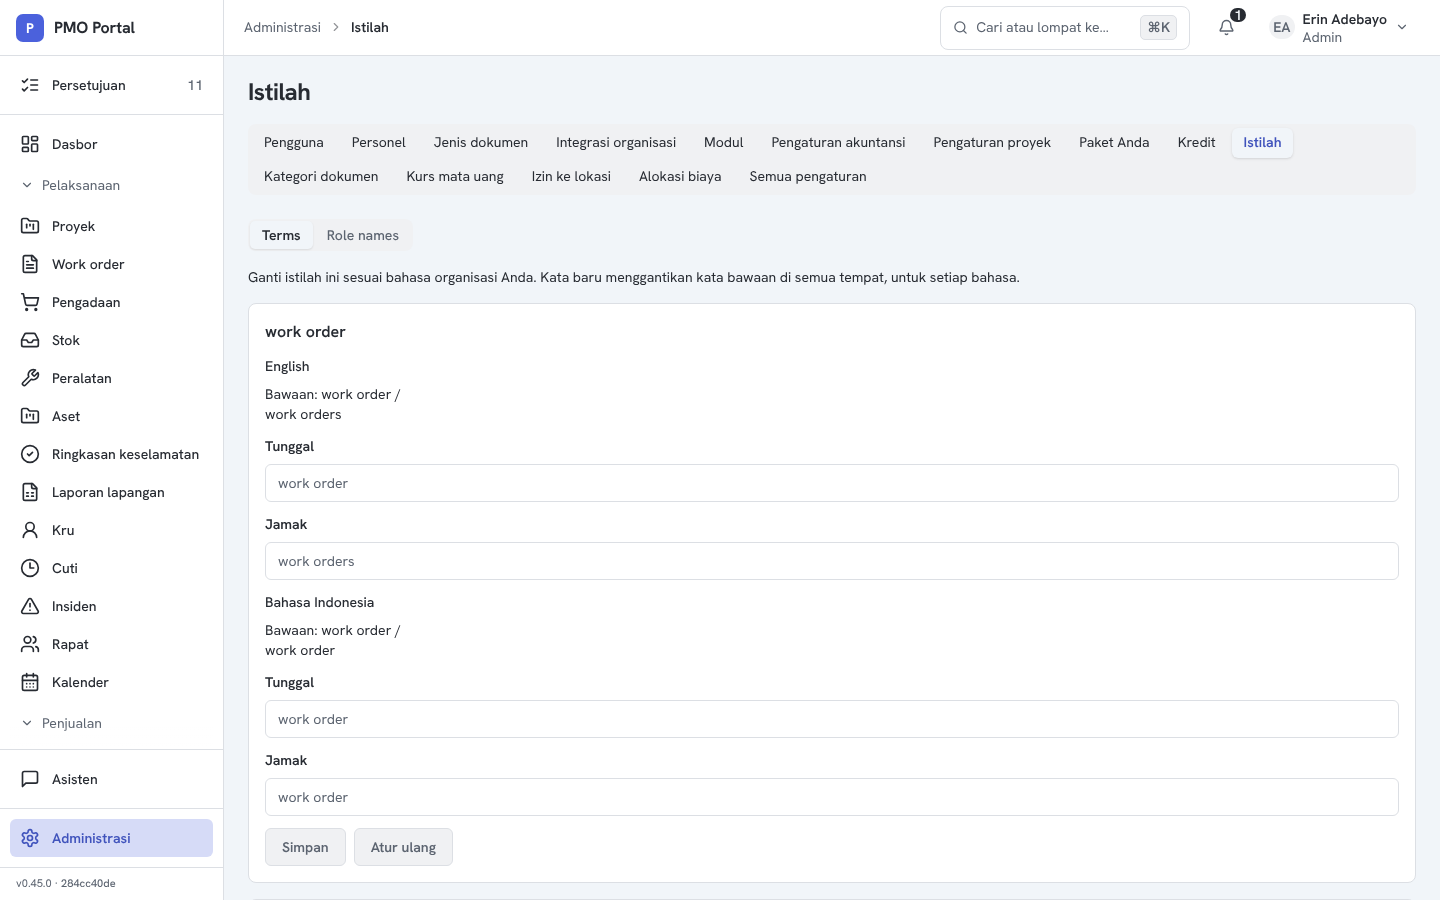 P PMO Portal
Administrasi > Istilah
Cari atau lompat ke...
⌘K
1
EA
Erin Adebayo
Admin
Persetujuan 11
Dasbor
Pelaksanaan
Proyek
Work order
Pengadaan
Stok
Peralatan
Aset
Ringkasan keselamatan
Laporan lapangan
Kru
Cuti
Insiden
Rapat
Kalender
Penjualan
Asisten
Administrasi
v0.45.0 · 284cc40de
Istilah
Pengguna Personel Jenis dokumen Integrasi organisasi Modul Pengaturan akuntansi Pengaturan proyek Paket Anda Kredit Istilah
Kategori dokumen Kurs mata uang Izin ke lokasi Alokasi biaya Semua pengaturan
Terms Role names
Ganti istilah ini sesuai bahasa organisasi Anda. Kata baru menggantikan kata bawaan di semua tempat, untuk setiap bahasa.
work order
English
Bawaan: work order /
work orders
Tunggal
work order
Jamak
work orders
Bahasa Indonesia
Bawaan: work order /
work order
Tunggal
work order
Jamak
work order
Simpan Atur ulang